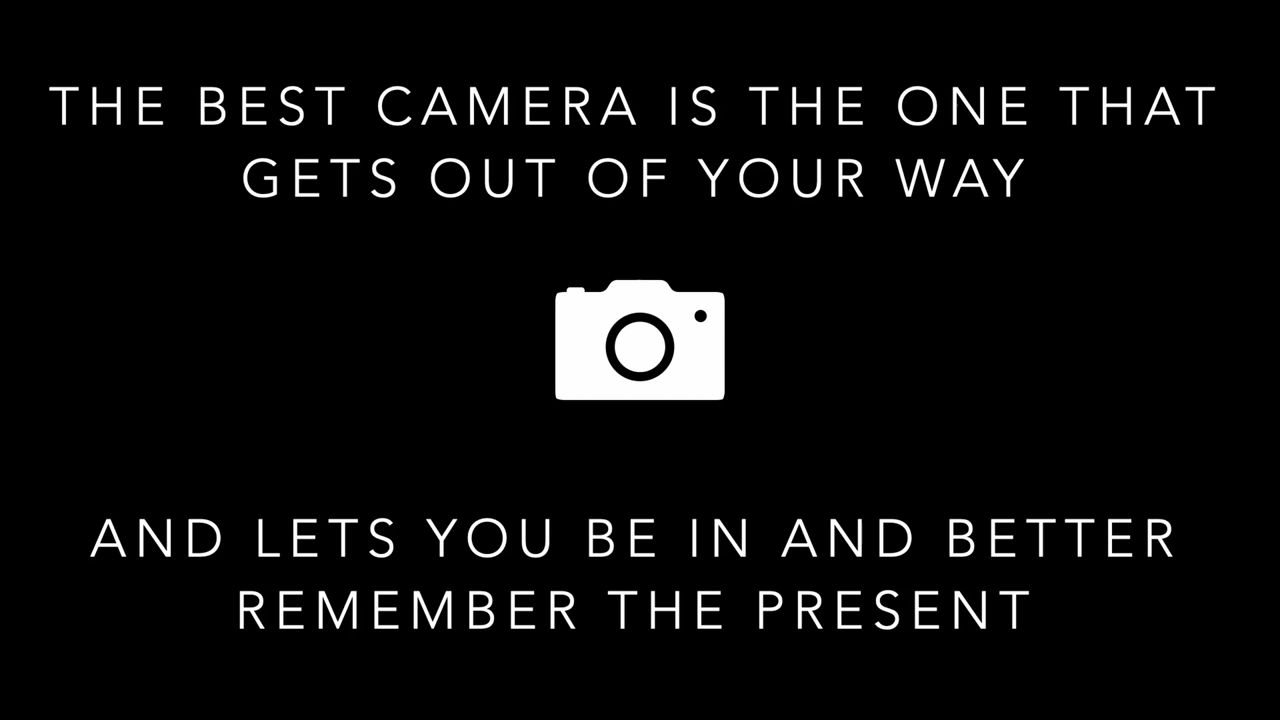 THE BEST CAMERA IS THE ONE THAT
GETS OUT OF YOUR WAY
AND LETS YOU BE IN AND BETTER
REMEMBER THE PRESENT